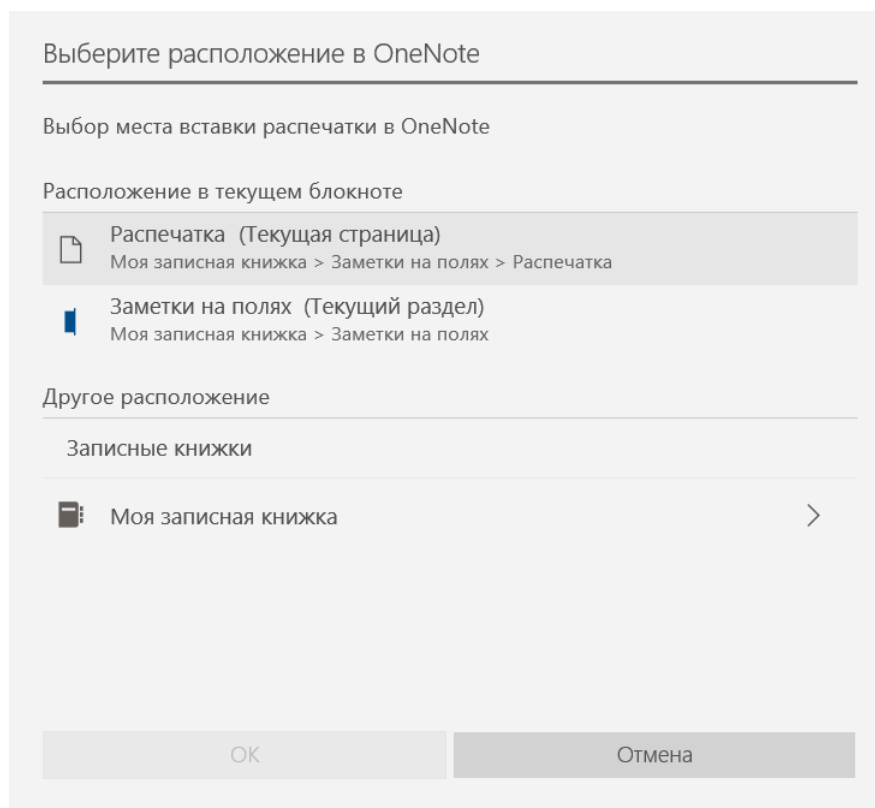 Выберите расположение в OneNote
Выбор места вставки распечатки в OneNote
Расположение в текущем блокноте
Распечатка (Текущая страница)
Моя записная книжка > Заметки на полях > Распечатка
Заметки на полях (Текущий раздел)
Моя записная книжка > Заметки на полях
Другое расположение
Записные книжки
Моя записная книжка
ОК
Отмена